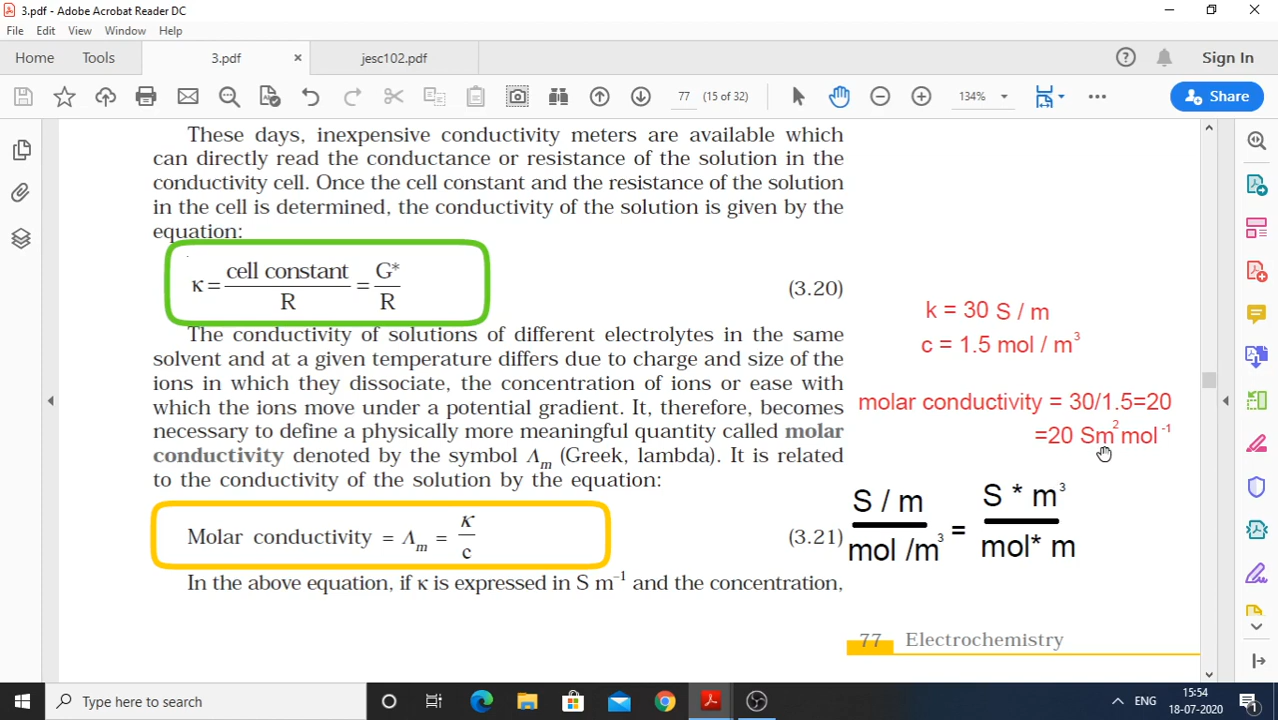 3.pdf - Adobe Acrobat Reader DC
File Edit View Window Help
Home Tools 3.pdf × jesc102.pdf Sign In
77 (15 of 32) 134% Share
These days, inexpensive conductivity meters are available which
can directly read the conductance or resistance of the solution in the
conductivity cell. Once the cell constant and the resistance of the solution
in the cell is determined, the conductivity of the solution is given by the
equation:
κ = cell constant / R = G* / R (3.20)
The conductivity of solutions of different electrolytes in the same
solvent and at a given temperature differs due to charge and size of the
ions in which they dissociate, the concentration of ions or ease with
which the ions move under a potential gradient. It, therefore, becomes
necessary to define a physically more meaningful quantity called molar
conductivity denoted by the symbol Λm (Greek, lambda). It is related
to the conductivity of the solution by the equation:
Molar conductivity = Λm = κ / c (3.21)
In the above equation, if κ is expressed in S m⁻¹ and the concentration,
k = 30 S / m
c = 1.5 mol / m³
molar conductivity = 30/1.5=20
=20 Sm² mol⁻¹
S / m
mol /m³
=
S * m³
mol* m
77 Electrochemistry
Type here to search
ENG
15:54
18-07-2020
1